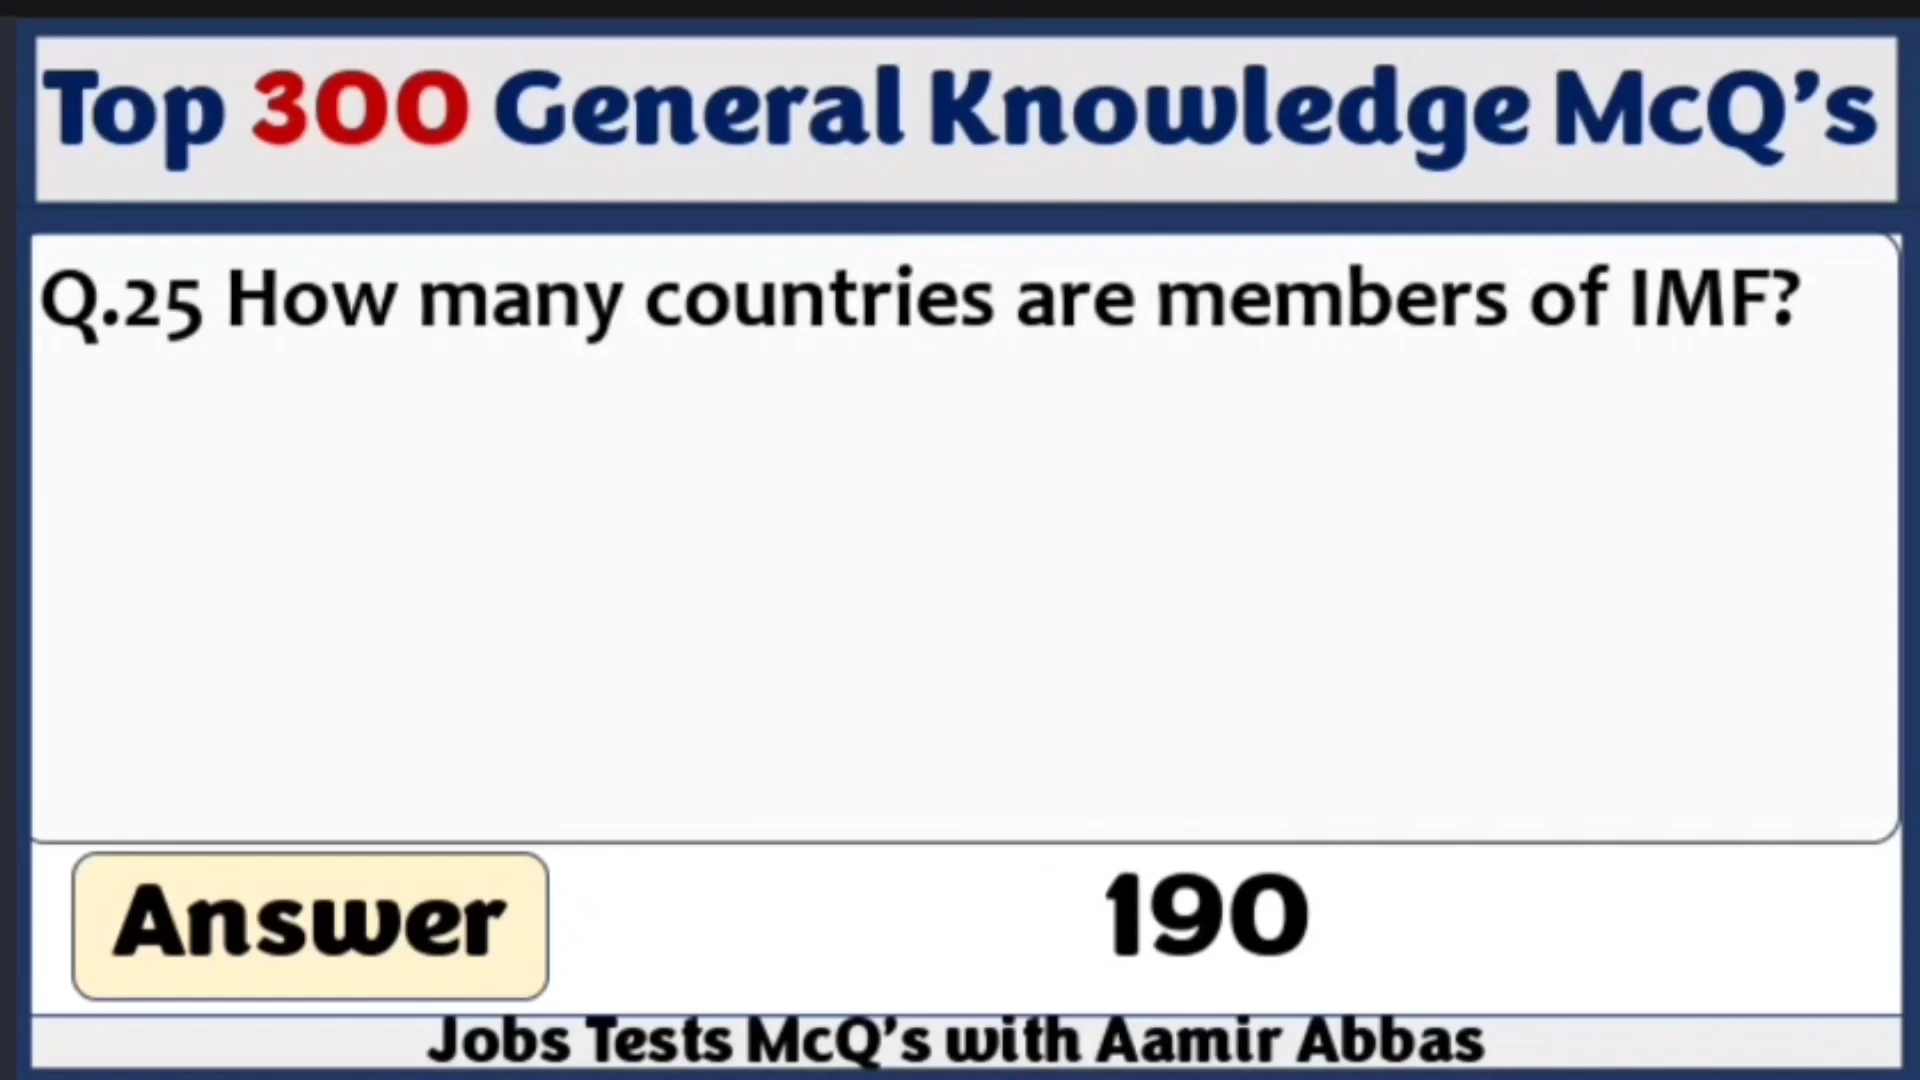 Top 300 General Knowledge McQ's
Q.25 How many countries are members of IMF?
Answer
190
Jobs Tests McQ's with Aamir Abbas